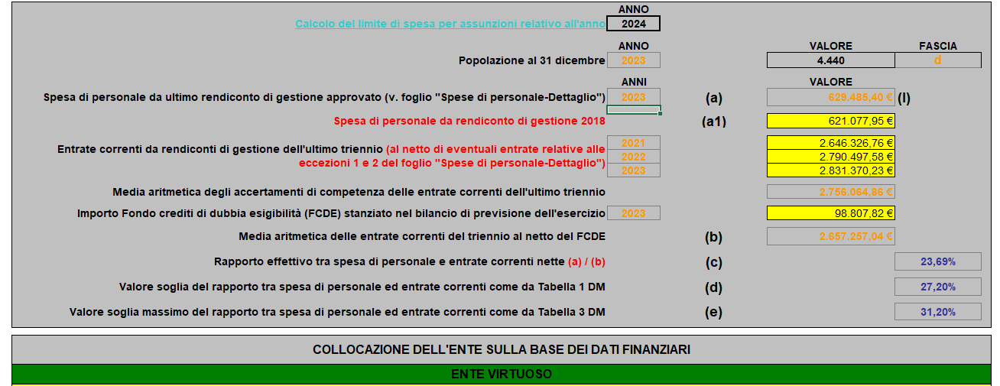 ANNO
Calcolo del limite di spesa per assunzioni relativo all'anno 2024
ANNO VALORE FASCIA
Popolazione al 31 dicembre 2023 4.440 d
ANNI VALORE
Spesa di personale da ultimo rendiconto di gestione approvato (v. foglio "Spese di personale-Dettaglio") 2023 (a) 629.485,40 € (l)
Spesa di personale da rendiconto di gestione 2018 (a1) 621.077,95 €
2021 2.646.326,76 €
Entrate correnti da rendiconti di gestione dell'ultimo triennio (al netto di eventuali entrate relative alle 2022 2.790.497,58 €
eccezioni 1 e 2 del foglio "Spese di personale-Dettaglio") 2023 2.831.370,23 €
Media aritmetica degli accertamenti di competenza delle entrate correnti dell'ultimo triennio 2.756.064,86 €
Importo Fondo crediti di dubbia esigibilità (FCDE) stanziato nel bilancio di previsione dell'esercizio 2023 98.807,82 €
Media aritmetica delle entrate correnti del triennio al netto del FCDE (b) 2.657.257,04 €
Rapporto effettivo tra spesa di personale e entrate correnti nette (a) / (b) (c) 23,69%
Valore soglia del rapporto tra spesa di personale ed entrate correnti come da Tabella 1 DM (d) 27,20%
Valore soglia massimo del rapporto tra spesa di personale ed entrate correnti come da Tabella 3 DM (e) 31,20%
COLLOCAZIONE DELL'ENTE SULLA BASE DEI DATI FINANZIARI
ENTE VIRTUOSO